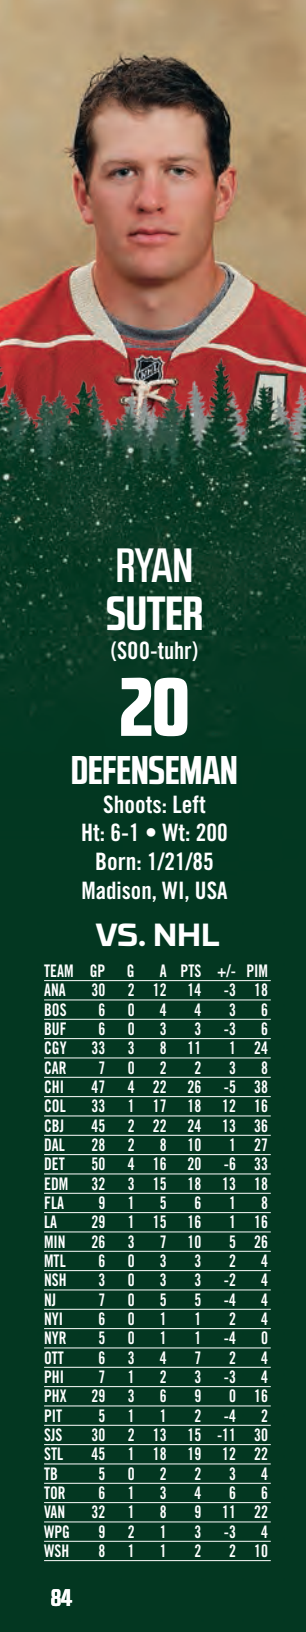 NHL
RYAN
SUTER
(SOO-tuhr)
20
DEFENSEMAN
Shoots: Left
Ht: 6-1 • Wt: 200
Born: 1/21/85
Madison, WI, USA
VS. NHL
TEAM GP G A PTS +/- PIM
ANA 30 2 12 14 -3 18
BOS 6 0 4 4 3 6
BUF 6 0 3 3 -3 6
CGY 33 3 8 11 1 24
CAR 7 0 2 2 3 8
CHI 47 4 22 26 -5 38
COL 33 1 17 18 12 16
CBJ 45 2 22 24 13 36
DAL 28 2 8 10 1 27
DET 50 4 16 20 -6 33
EDM 32 3 15 18 13 18
FLA 9 1 5 6 1 8
LA 29 1 15 16 1 16
MIN 26 3 7 10 5 26
MTL 6 0 3 3 2 4
NSH 3 0 3 3 -2 4
NJ 7 0 5 5 -4 4
NYI 6 0 1 1 2 4
NYR 5 0 1 1 -4 0
OTT 6 3 4 7 2 4
PHI 7 1 2 3 -3 4
PHX 29 3 6 9 0 16
PIT 5 1 1 2 -4 2
SJS 30 2 13 15 -11 30
STL 45 1 18 19 12 22
TB 5 0 2 2 3 4
TOR 6 1 3 4 6 6
VAN 32 1 8 9 11 22
WPG 9 2 1 3 -3 4
WSH 8 1 1 2 2 10
84